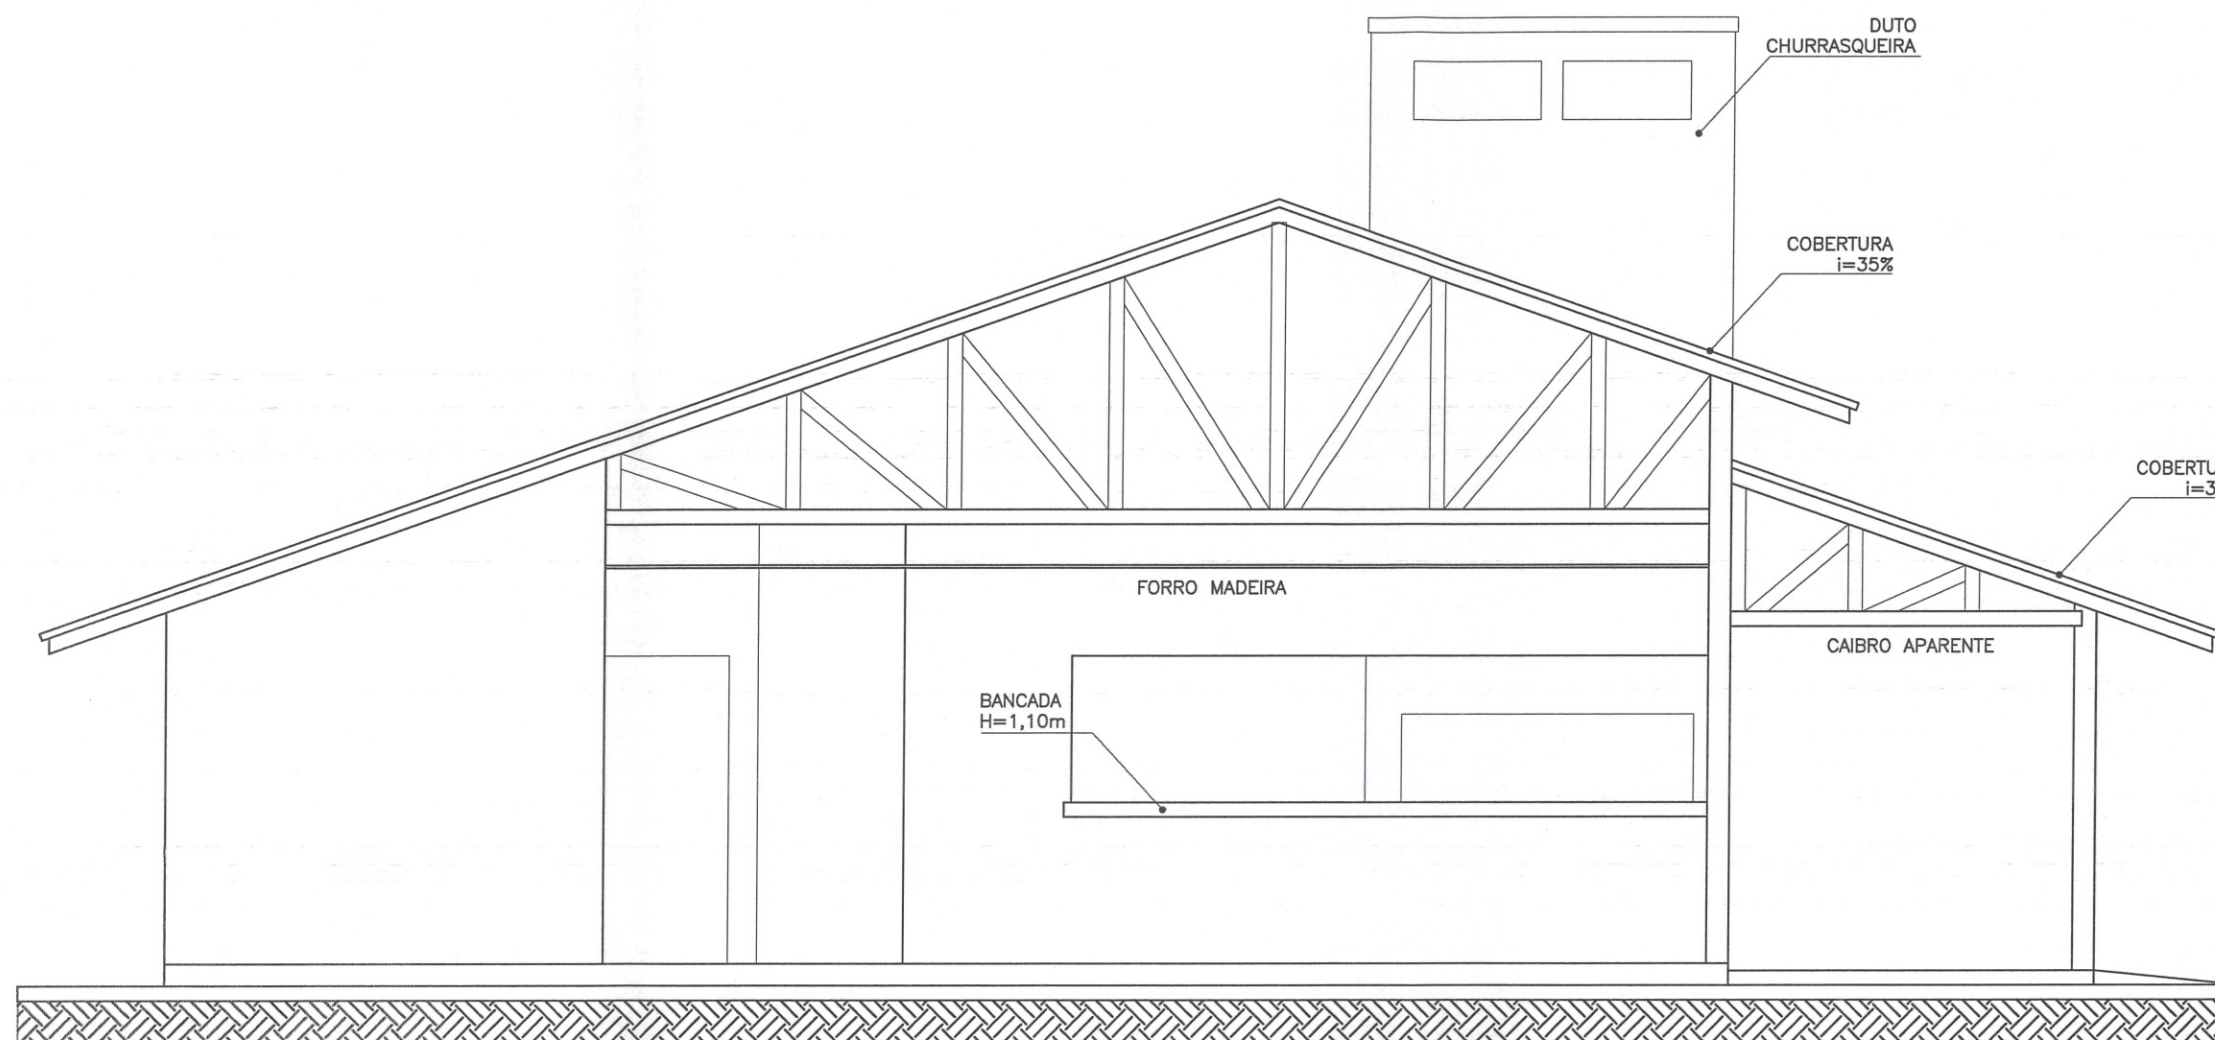 DUTO
CHURRASQUEIRA
COBERTURA
i=35%
COBERTU
i=3
FORRO MADEIRA
CAIBRO APARENTE
BANCADA
H=1,10m